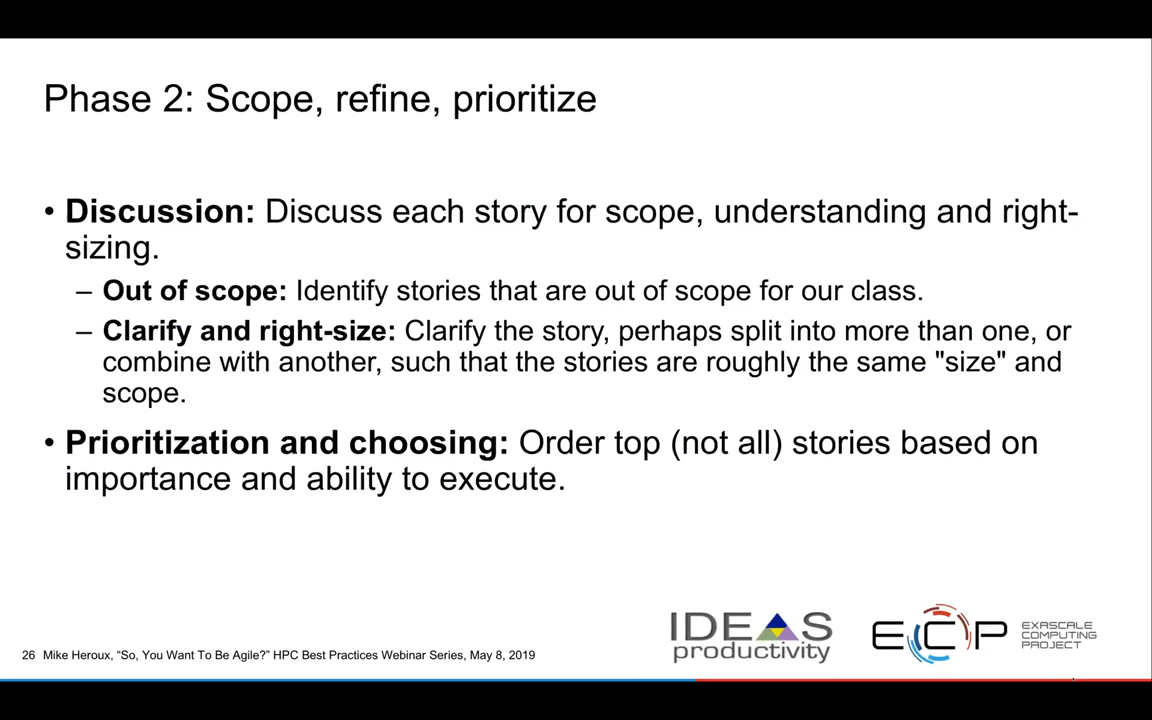 Phase 2: Scope, refine, prioritize
• Discussion: Discuss each story for scope, understanding and right-
sizing.
– Out of scope: Identify stories that are out of scope for our class.
– Clarify and right-size: Clarify the story, perhaps split into more than one, or
combine with another, such that the stories are roughly the same "size" and
scope.
• Prioritization and choosing: Order top (not all) stories based on
importance and ability to execute.
IDEAS
productivity
ECP
EXASCALE
COMPUTING
PROJECT
26 Mike Heroux, “So, You Want To Be Agile?” HPC Best Practices Webinar Series, May 8, 2019